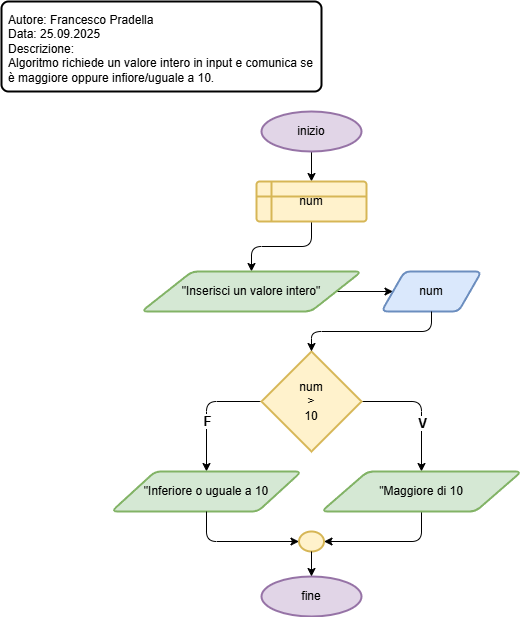 Autore: Francesco Pradella
Data: 25.09.2025
Descrizione:
Algoritmo richiede un valore intero in input e comunica se
è maggiore oppure infiore/uguale a 10.
inizio
num
"Inserisci un valore intero"
num
num
>
10
F
V
"Inferiore o uguale a 10
"Maggiore di 10
fine